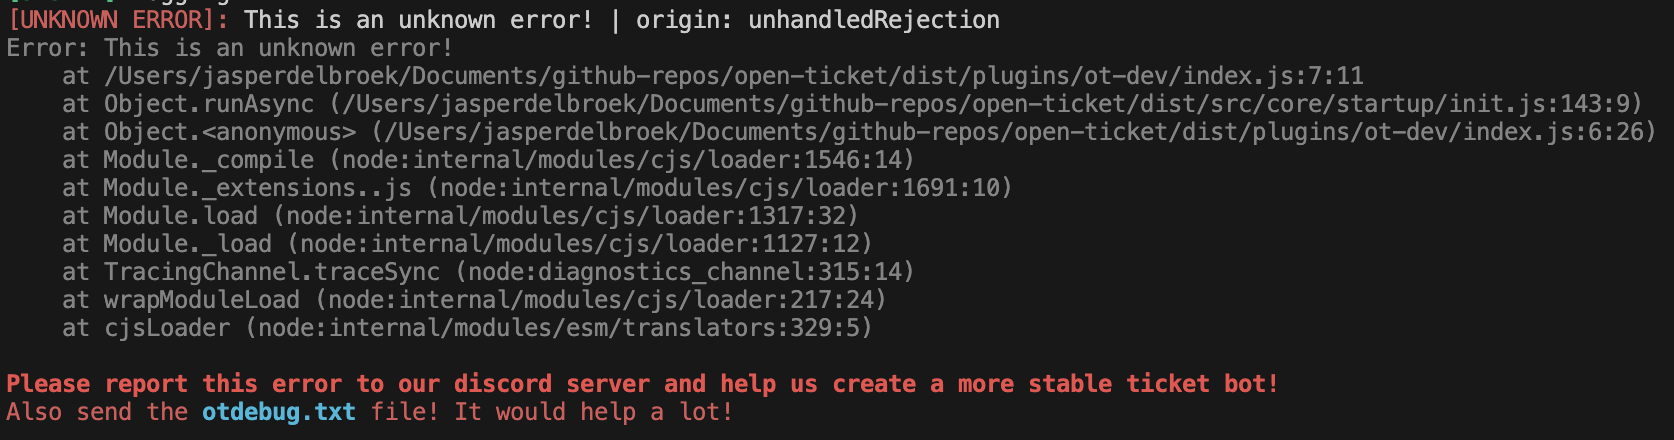 [UNKNOWN ERROR]: This is an unknown error! | origin: unhandledRejection
Error: This is an unknown error!
    at /Users/jasperdelbroek/Documents/github-repos/open-ticket/dist/plugins/ot-dev/index.js:7:11
    at Object.runAsync (/Users/jasperdelbroek/Documents/github-repos/open-ticket/dist/src/core/startup/init.js:143:9)
    at Object.<anonymous> (/Users/jasperdelbroek/Documents/github-repos/open-ticket/dist/plugins/ot-dev/index.js:6:26)
    at Module._compile (node:internal/modules/cjs/loader:1546:14)
    at Module._extensions..js (node:internal/modules/cjs/loader:1691:10)
    at Module.load (node:internal/modules/cjs/loader:1317:32)
    at Module._load (node:internal/modules/cjs/loader:1127:12)
    at TracingChannel.traceSync (node:diagnostics_channel:315:14)
    at wrapModuleLoad (node:internal/modules/cjs/loader:217:24)
    at cjsLoader (node:internal/modules/esm/translators:329:5)
Please report this error to our discord server and help us create a more stable ticket bot!
Also send the otdebug.txt file! It would help a lot!